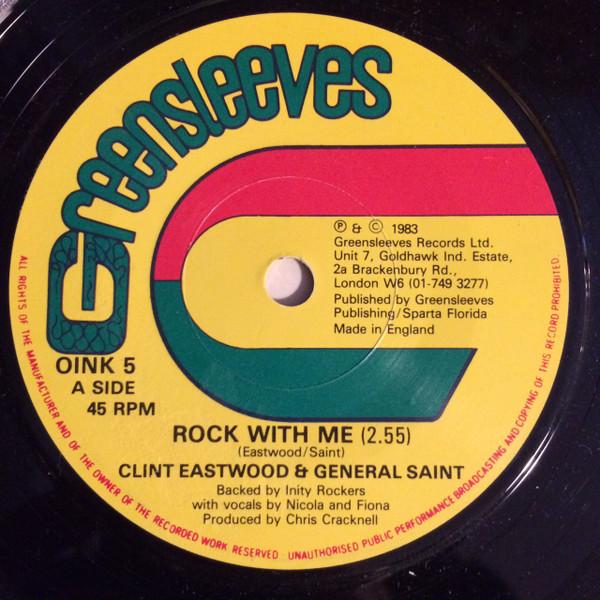 Greensleeves
℗ & © 1983
Greensleeves Records Ltd.
Unit 7, Goldhawk Ind. Estate,
2a Brackenbury Rd.,
London W6 (01-749 3277)
Published by Greensleeves
Publishing/Sparta Florida
Made in England
OINK 5
A SIDE
45 RPM
ROCK WITH ME (2.55)
(Eastwood/Saint)
CLINT EASTWOOD & GENERAL SAINT
Backed by Inity Rockers
with vocals by Nicola and Fiona
Produced by Chris Cracknell
ALL RIGHTS OF THE MANUFACTURER AND OF THE OWNER OF THE RECORDED WORK RESERVED · UNAUTHORISED PUBLIC PERFORMANCE BROADCASTING AND COPYING OF THIS RECORD PROHIBITED.